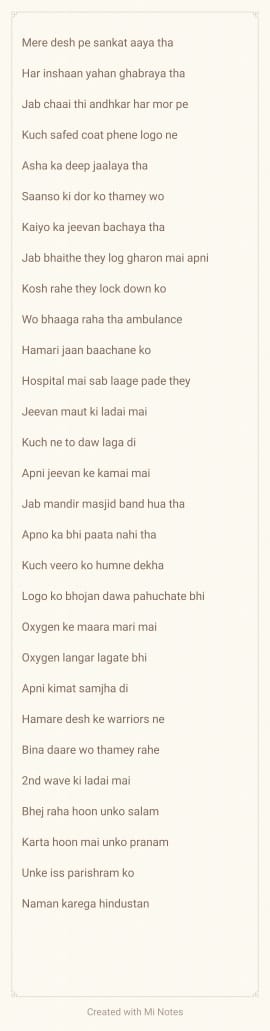 Mere desh pe sankat aaya tha
Har inshaan yahan ghabraya tha
Jab chaai thi andhkar har mor pe
Kuch safed coat phene logo ne
Asha ka deep jaalaya tha
Saanso ki dor ko thamey wo
Kaiyo ka jeevan bachaya tha
Jab bhaithe they log gharon mai apni
Kosh rahe they lock down ko
Wo bhaaga raha tha ambulance
Hamari jaan baachane ko
Hospital mai sab laage pade they
Jeevan maut ki ladai mai
Kuch ne to daw laga di
Apni jeevan ke kamai mai
Jab mandir masjid band hua tha
Apno ka bhi paata nahi tha
Kuch veero ko humne dekha
Logo ko bhojan dawa pahuchate bhi
Oxygen ke maara mari mai
Oxygen langar lagate bhi
Apni kimat samjha di
Hamare desh ke warriors ne
Bina daare wo thamey rahe
2nd wave ki ladai mai
Bhej raha hoon unko salam
Karta hoon mai unko pranam
Unke iss parishram ko
Naman karega hindustan
Created with Mi Notes